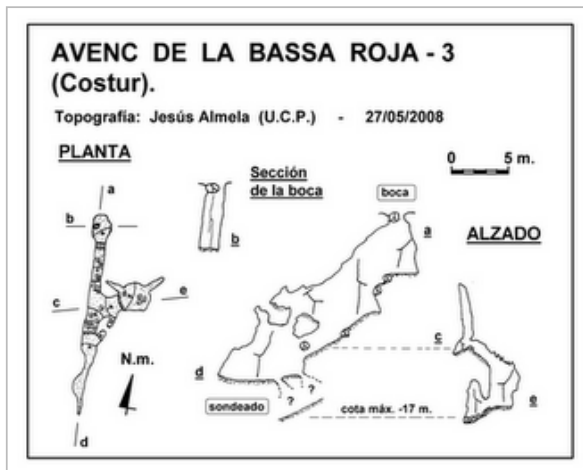 AVENC DE LA BASSA ROJA - 3
(Costur).
Topografía: Jesús Almela (U.C.P.) - 27/05/2008
PLANTA
a
b
c
e
N.m.
d
Sección
de la boca
b
boca
0 5 m.
a
ALZADO
c
d
? ?
sondeado
cota máx. -17 m.
e